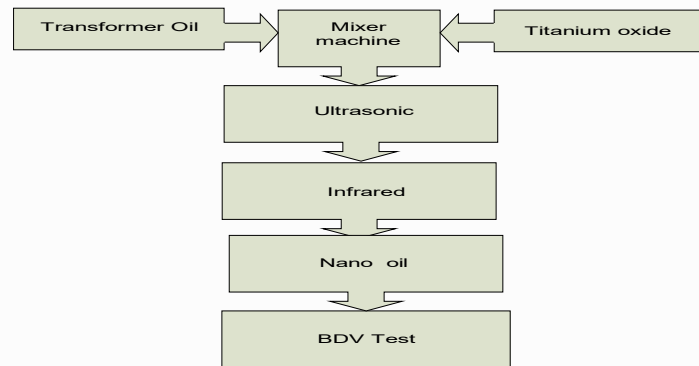 Transformer Oil
Mixer
machine
Titanium oxide
Ultrasonic
Infrared
Nano oil
BDV Test